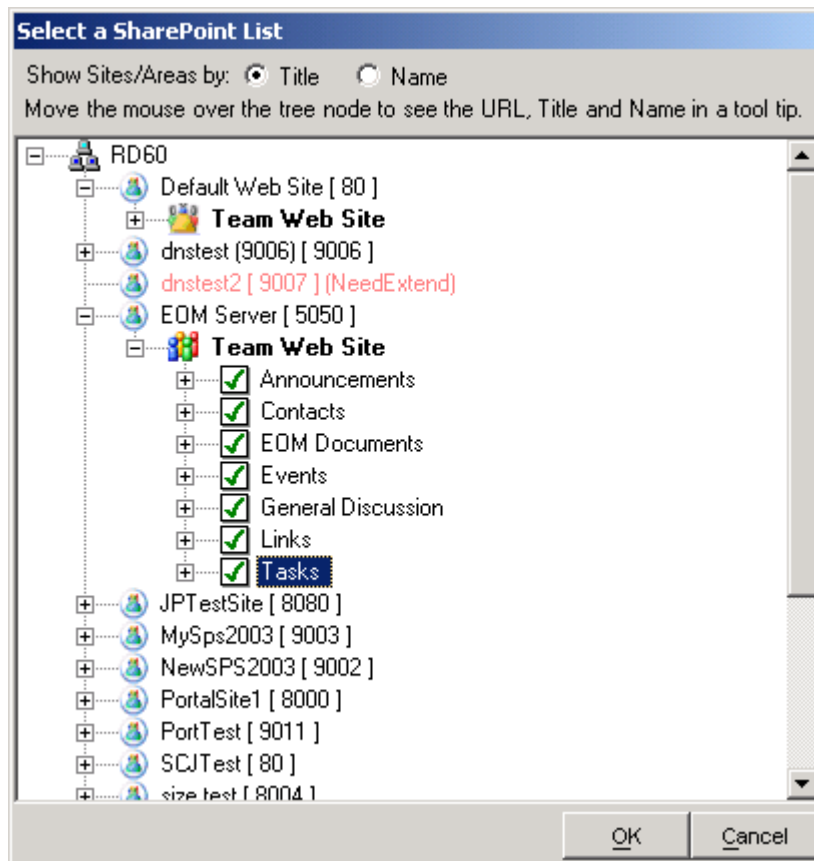 Select a SharePoint List
Show Sites/Areas by: Title Name
Move the mouse over the tree node to see the URL, Title and Name in a tool tip.
RD60
Default Web Site [ 80 ]
Team Web Site
dnstest (9006) [ 9006 ]
dnstest2 [ 9007 ] (NeedExtend)
EOM Server [ 5050 ]
Team Web Site
Announcements
Contacts
EOM Documents
Events
General Discussion
Links
Tasks
JPTestSite [ 8080 ]
MySps2003 [ 9003 ]
NewSPS2003 [ 9002 ]
PortalSite1 [ 8000 ]
PortTest [ 9011 ]
SCJTest [ 80 ]
size test [ 8004 ]
OK Cancel